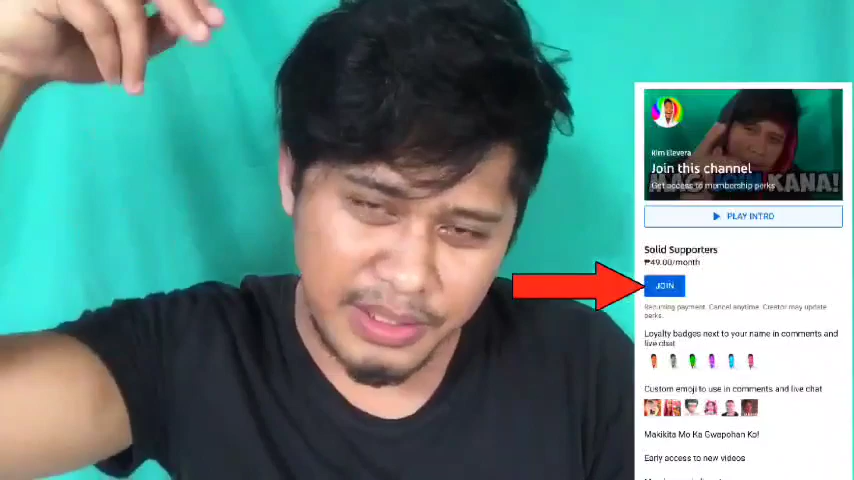 Kim Elevera
Join this channel
Get access to membership perks
KANA!
PLAY INTRO
Solid Supporters
₱49.00/month
JOIN
Recurring payment. Cancel anytime. Creator may update
perks.
Loyalty badges next to your name in comments and
live chat
Custom emoji to use in comments and live chat
Makikita Mo Ka Gwapohan Ko!
Early access to new videos